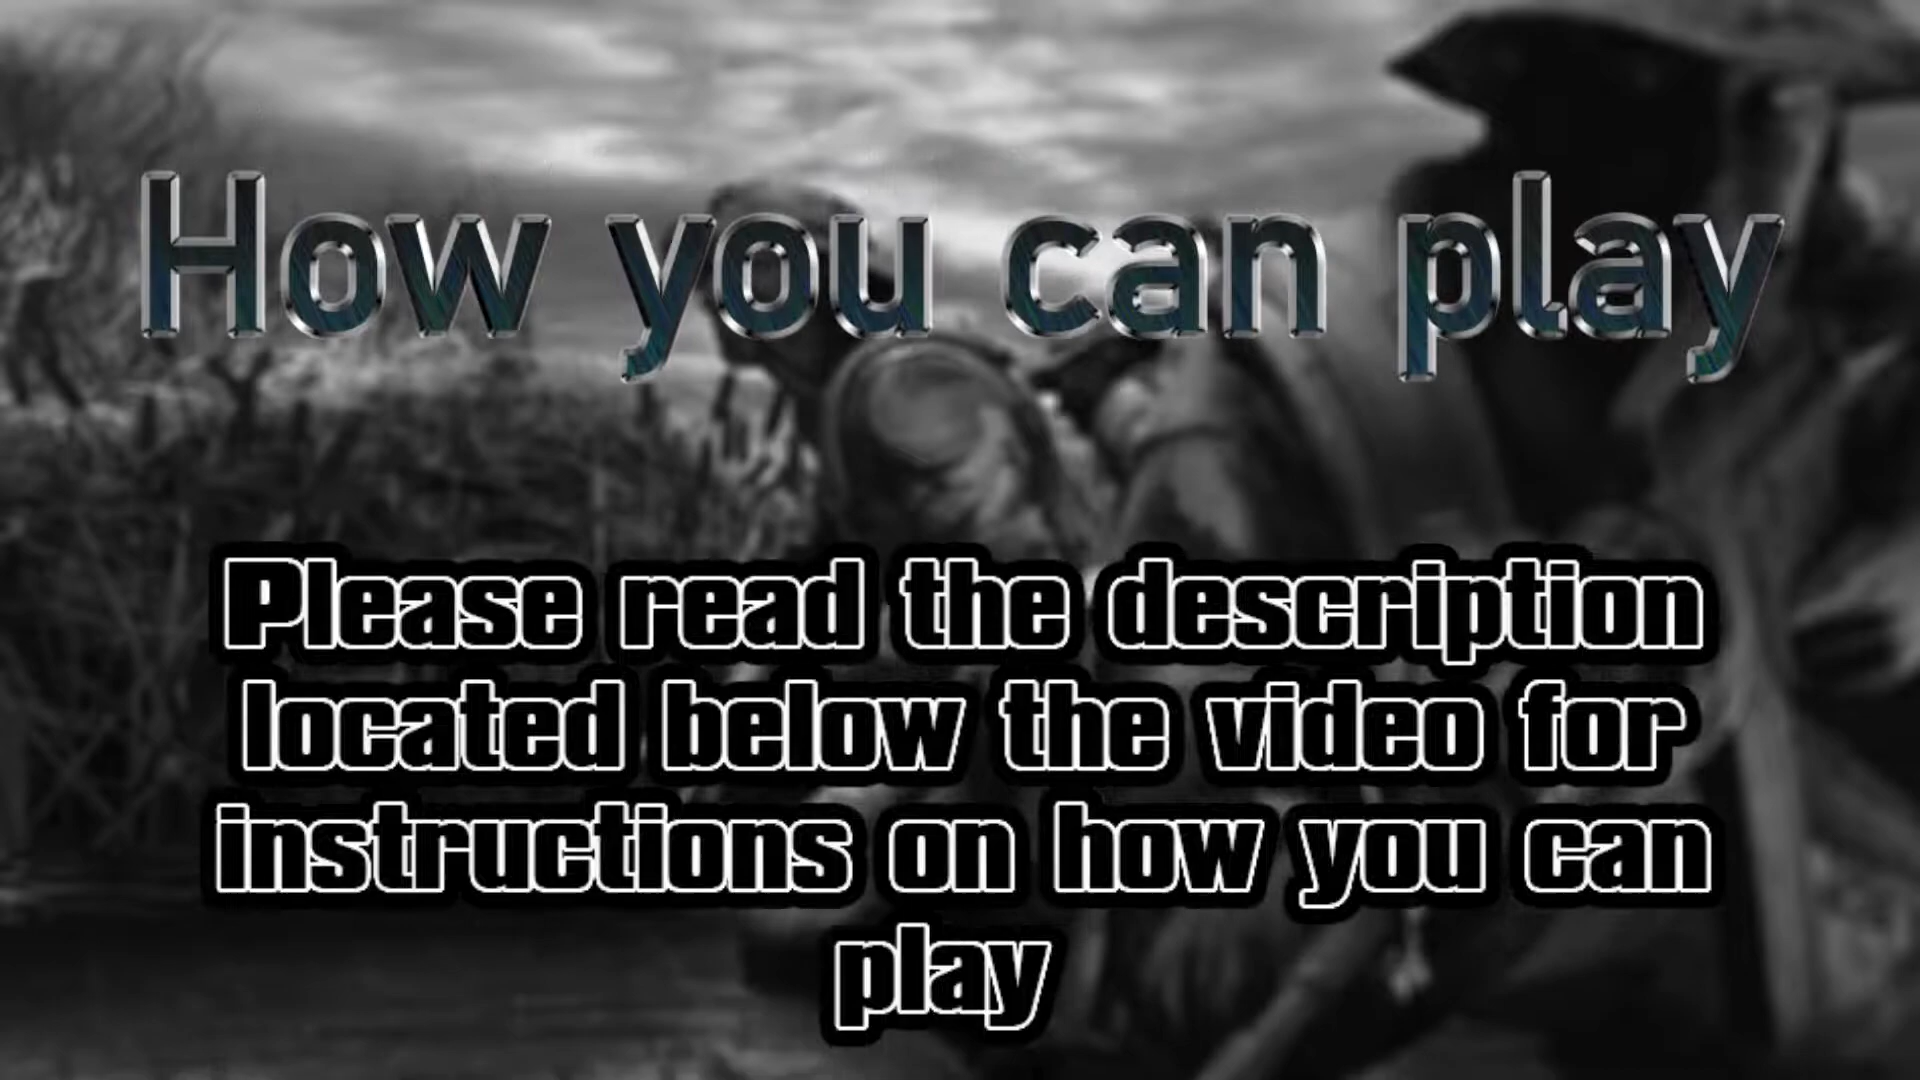 How you can play
Please read the description
located below the video for
instructions on how you can
play